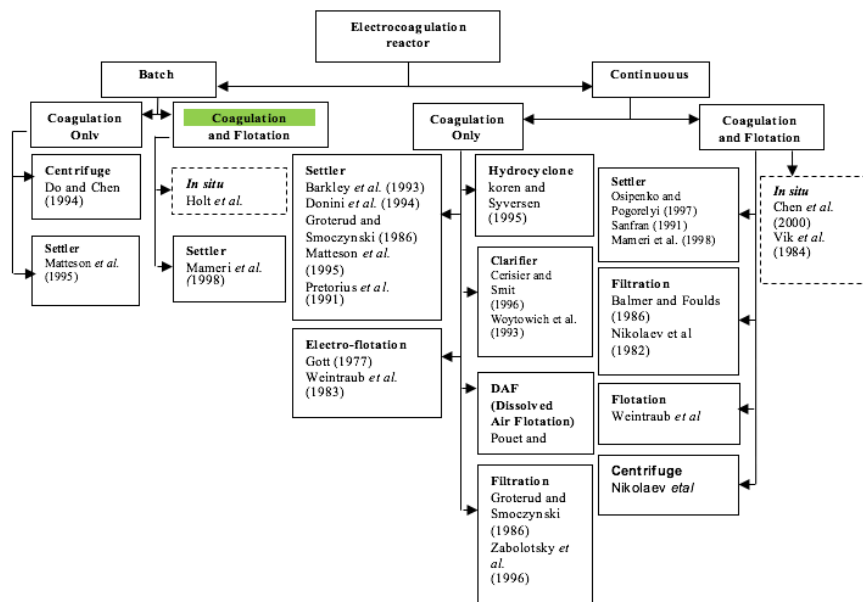 Electrocoagulation
reactor
Batch
Continuous
Coagulation
Only
Coagulation
and Flotation
Coagulation
Only
Coagulation
and Flotation
Centrifuge
Do and Chen
(1994)
Settler
Matteson et al.
(1995)
In situ
Holt et al.
Settler
Mameri et al.
(1998)
Settler
Barkley et al. (1993)
Donini et al. (1994)
Groterud and
Smoczynski (1986)
Matteson et al.
(1995)
Pretorius et al.
(1991)
Electro-flotation
Gott (1977)
Weintraub et al.
(1983)
Hydrocyclone
koren and
Syversen
(1995)
Clarifier
Cerisier and
Smit
(1996)
Woytowich et al.
(1993)
DAF
(Dissolved
Air Flotation)
Pouet and
Filtration
Groterud and
Smoczynski
(1986)
Zabolotsky et
al.
(1996)
Settler
Osipenko and
Pogorelyi (1997)
Sanfran (1991)
Mameri et al. (1998)
Filtration
Balmer and Foulds
(1986)
Nikolaev et al
(1982)
Flotation
Weintraub et al
Centrifuge
Nikolaev etal
In situ
Chen et al.
(2000)
Vik et al.
(1984)